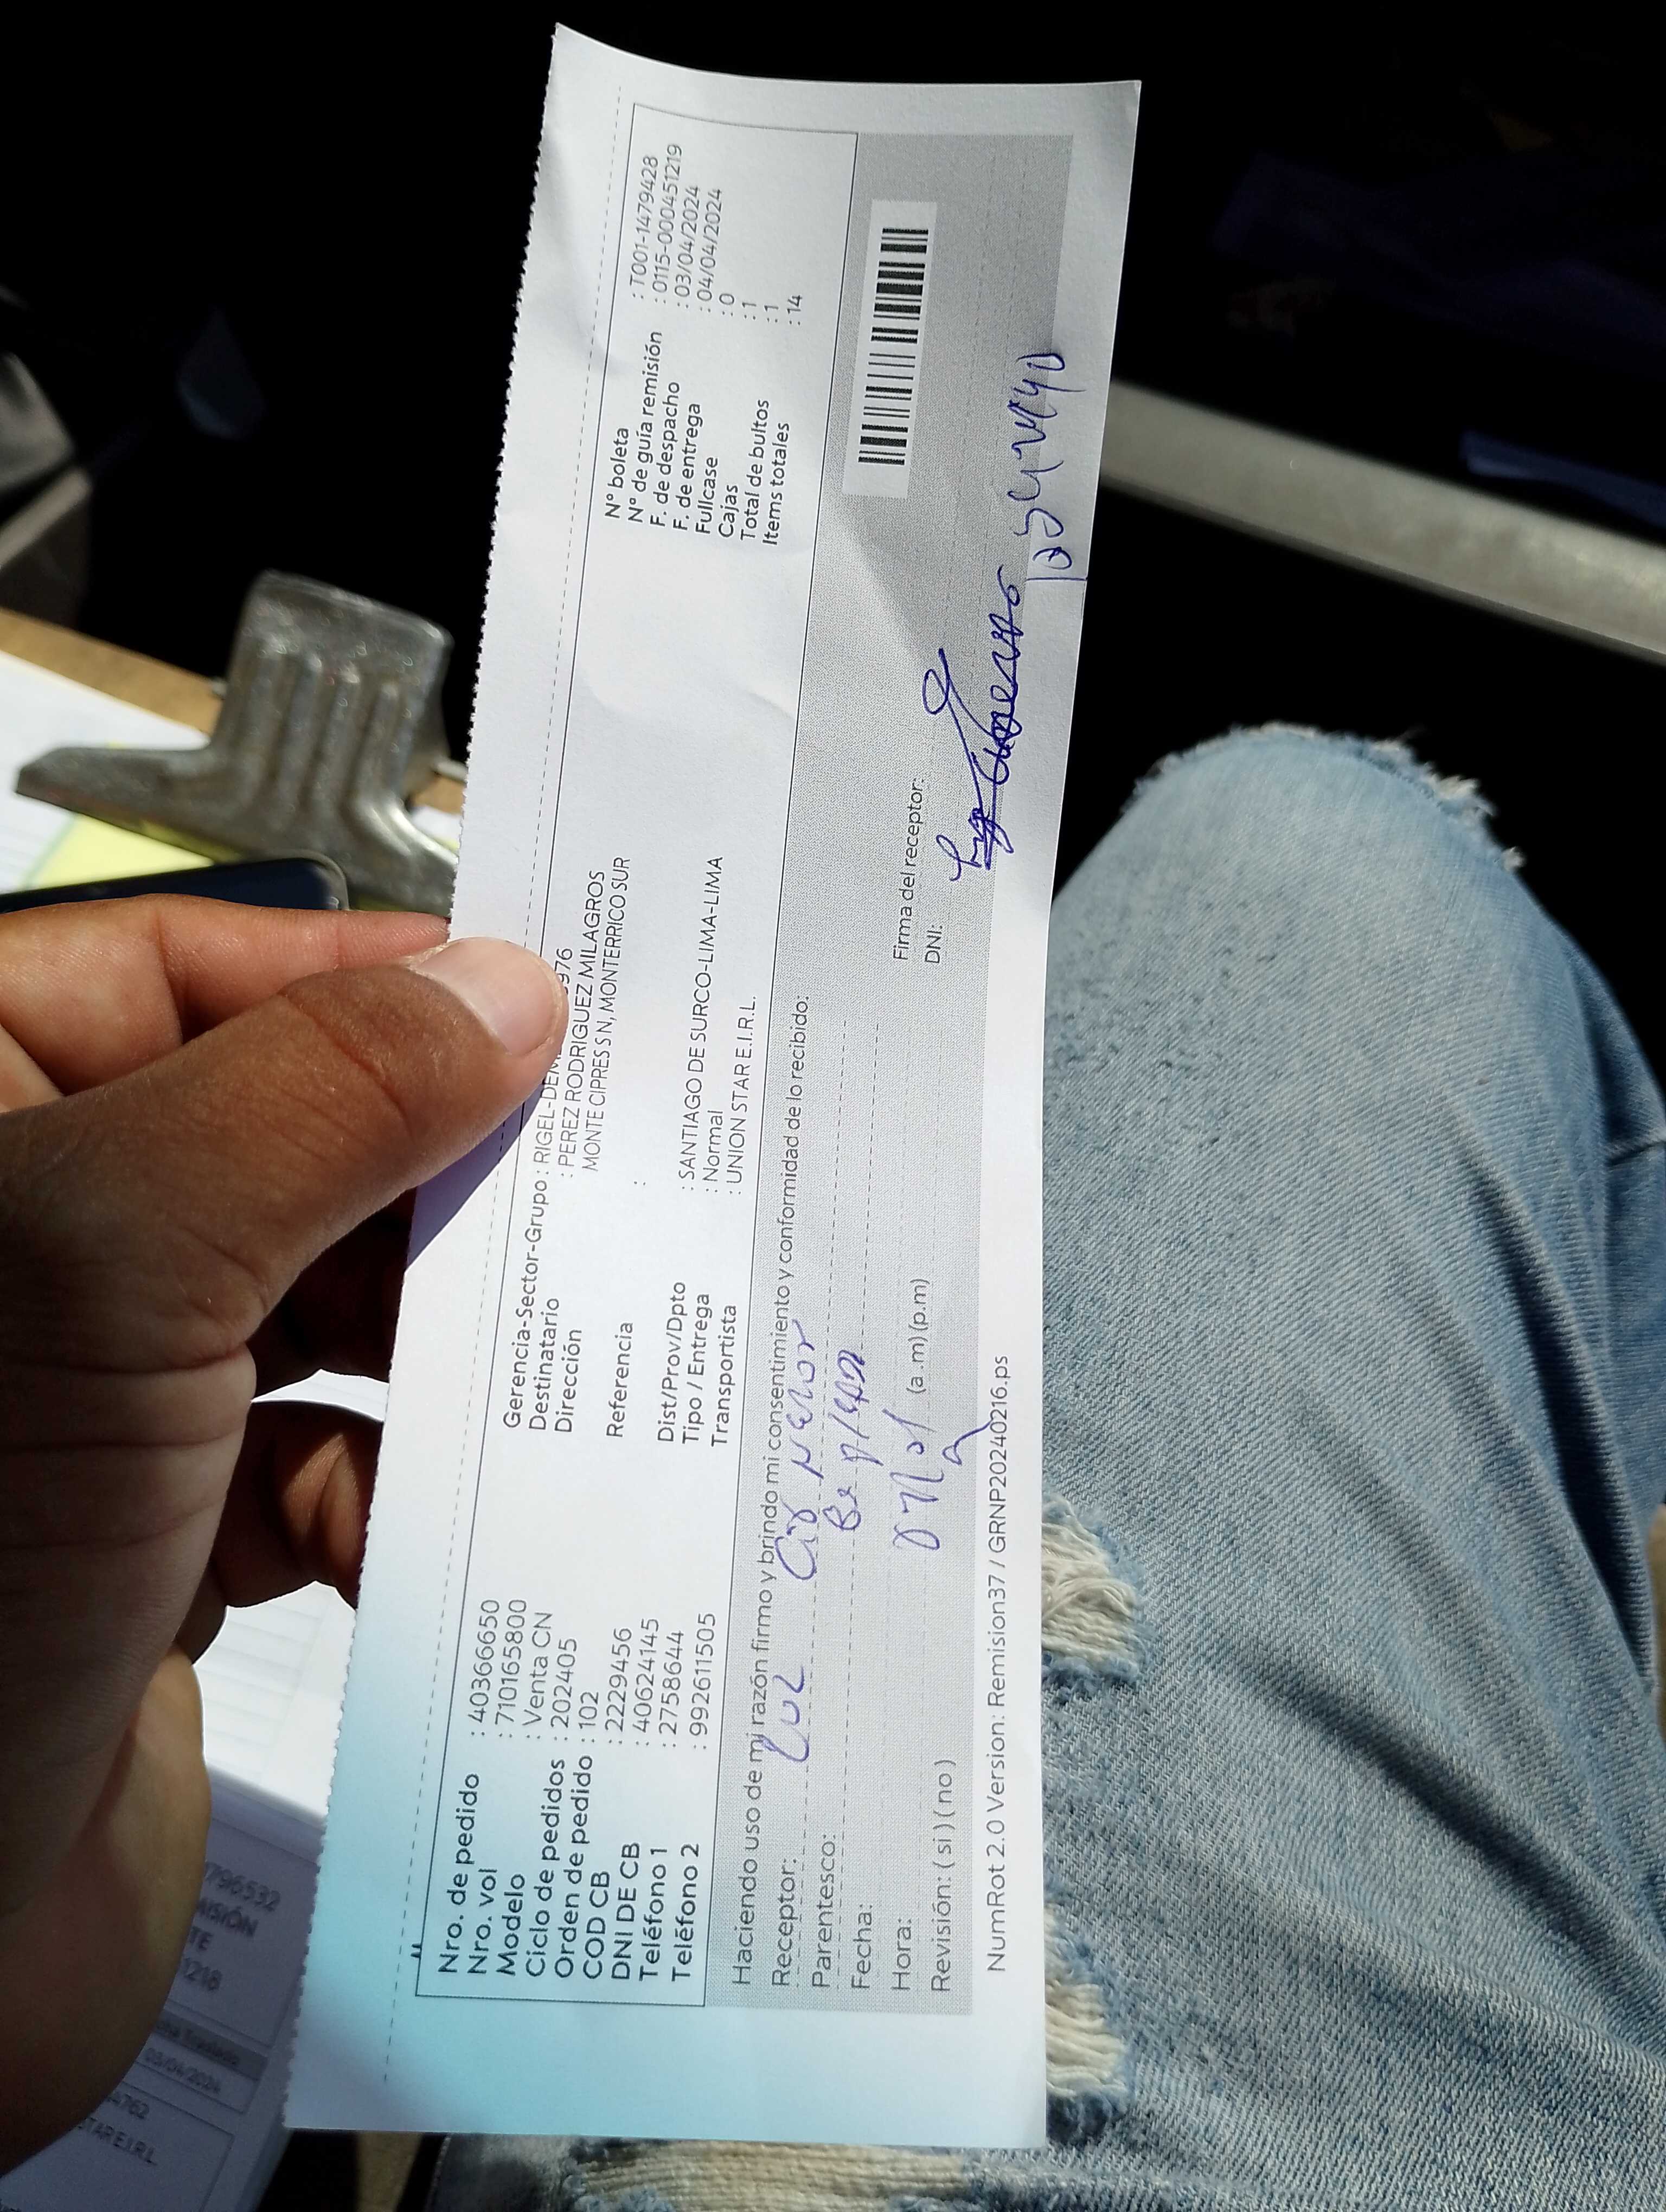 Nro. de pedido : 40366650
Nro. vol : 710165800
Modelo : Venta CN
Ciclo de pedidos : 202405
Orden de pedido : 102
COD CB : 2229456
DNI DE CB : 40624145
Teléfono 1 : 2758644
Teléfono 2 : 992611505
Gerencia-Sector-Grupo : RIGEL-
Destinatario : PEREZ RODRIGUEZ MILAGROS
Dirección MONTE CIPRES S N, MONTERRICO SUR
Referencia :
Dist/Prov/Dpto : SANTIAGO DE SURCO-LIMA-LIMA
Tipo / Entrega : Normal
Transportista : UNION STAR E.I.R.L.
N° boleta : T001-1479428
N° de guía remisión : 0115-000451219
F. de despacho : 03/04/2024
F. de entrega : 04/04/2024
Fullcase : 0
Cajas : 1
Total de bultos : 1
Items totales : 14
Haciendo uso de mi razón firmo y brindo mi consentimiento y conformidad de lo recibido:
Receptor:
Parentesco:
Fecha:
Hora: (a.m) (p.m)
Revisión: ( si ) ( no )
Firma del receptor:
DNI:
NumRot 2.0 Version: Remision37 / GRNP20240216.ps